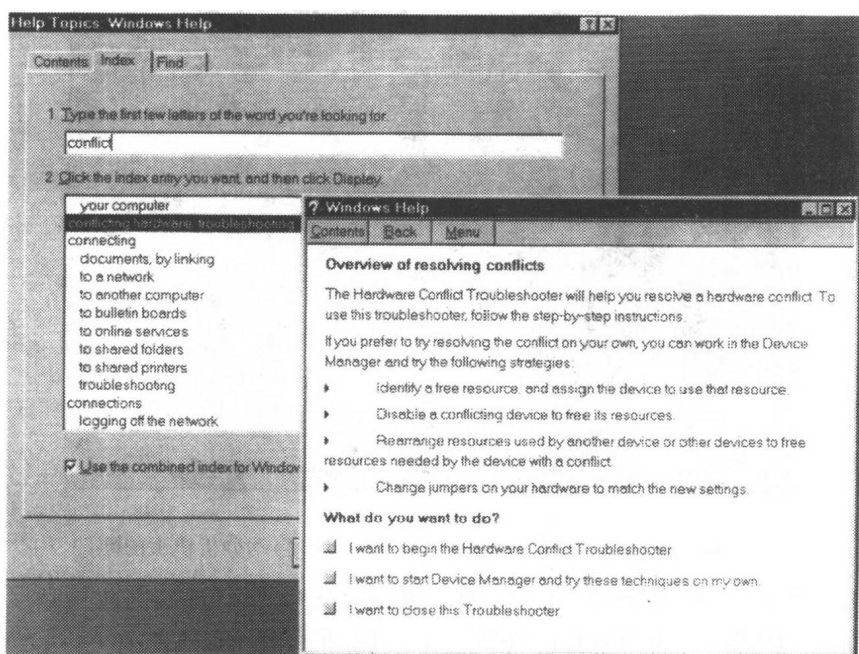 Help Topics: Windows Help
Contents Index Find
1 Type the first few letters of the word you're looking for.
conflict
2 Click the index entry you want, and then click Display.
your computer
conflicting hardware, troubleshooting
connecting
documents, by linking
to a network
to another computer
to bulletin boards
to online services
to shared folders
to shared printers
troubleshooting
connections
logging off the network
Use the combined index for Window
? Windows Help
Contents Back Menu
Overview of resolving conflicts
The Hardware Conflict Troubleshooter will help you resolve a hardware conflict. To
use this troubleshooter, follow the step-by-step instructions.
If you prefer to try resolving the conflict on your own, you can work in the Device
Manager and try the following strategies:
Identify a free resource, and assign the device to use that resource.
Disable a conflicting device to free its resources.
Rearrange resources used by another device or other devices to free
resources needed by the device with a conflict.
Change jumpers on your hardware to match the new settings.
What do you want to do?
I want to begin the Hardware Conflict Troubleshooter
I want to start Device Manager and try these techniques on my own.
I want to close this Troubleshooter